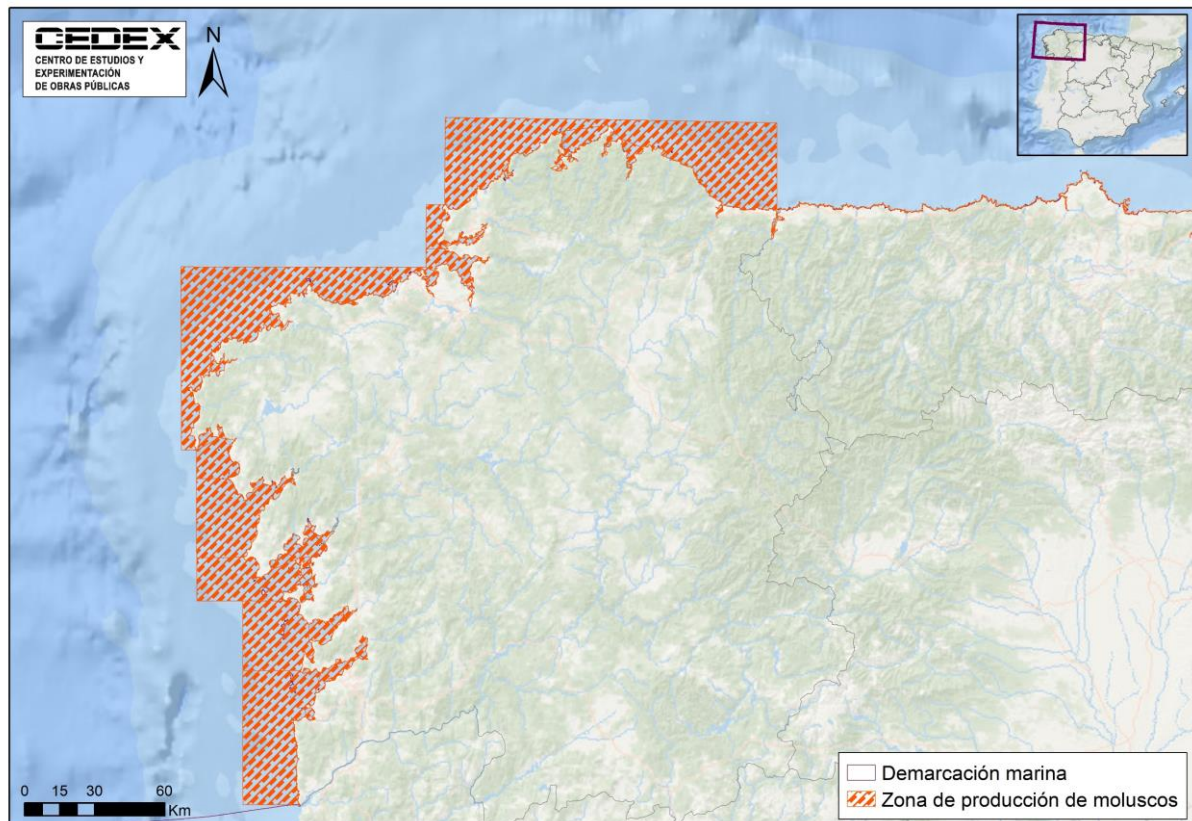 CEDEX
CENTRO DE ESTUDIOS Y
EXPERIMENTACIÓN
DE OBRAS PÚBLICAS
N
Demarcación marina
Zona de producción de moluscos
0 15 30 60
Km